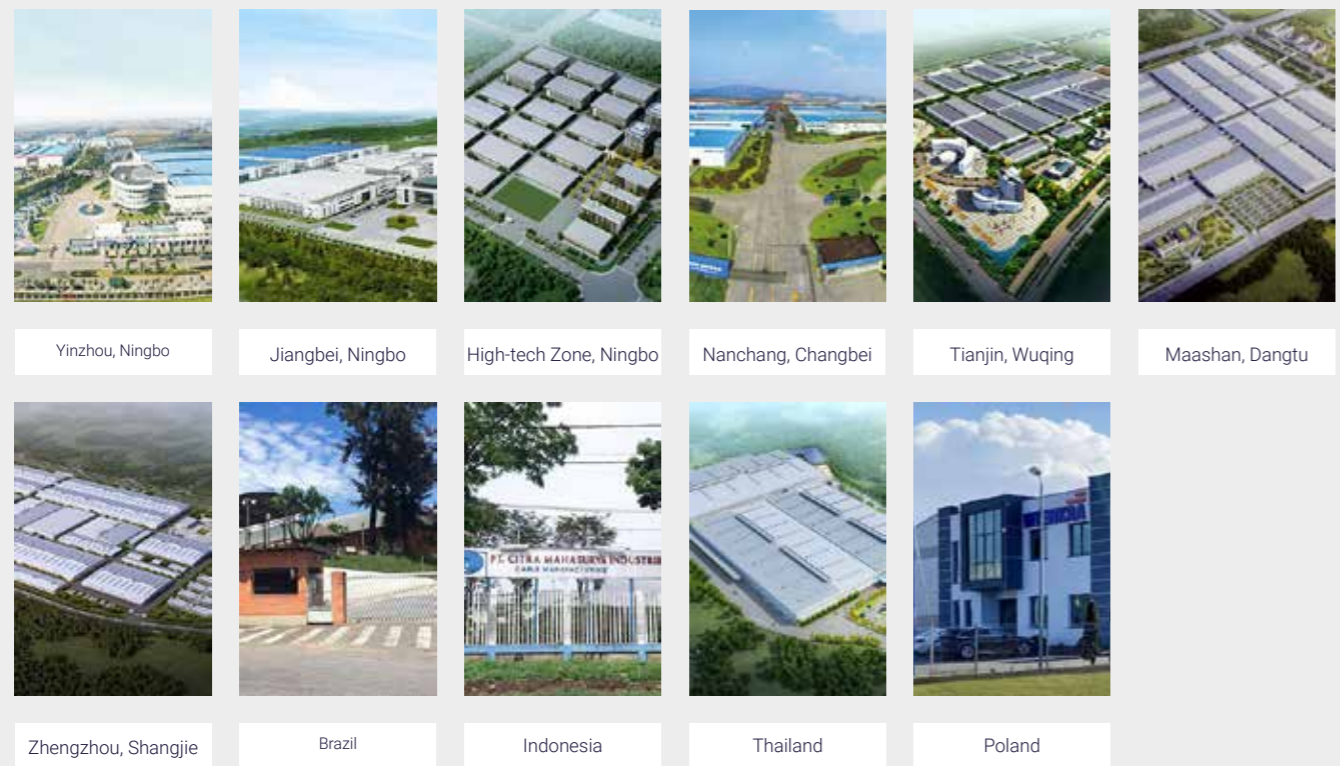 Yinzhou, Ningbo
Jiangbei, Ningbo
High-tech Zone, Ningbo
Nanchang, Changbei
Tianjin, Wuqing
Maashan, Dangtu
PT. CITRA MAHASURYA INDUSTRIE
CABLE MANUFACTURING
Zhengzhou, Shangjie
Brazil
Indonesia
Thailand
Poland